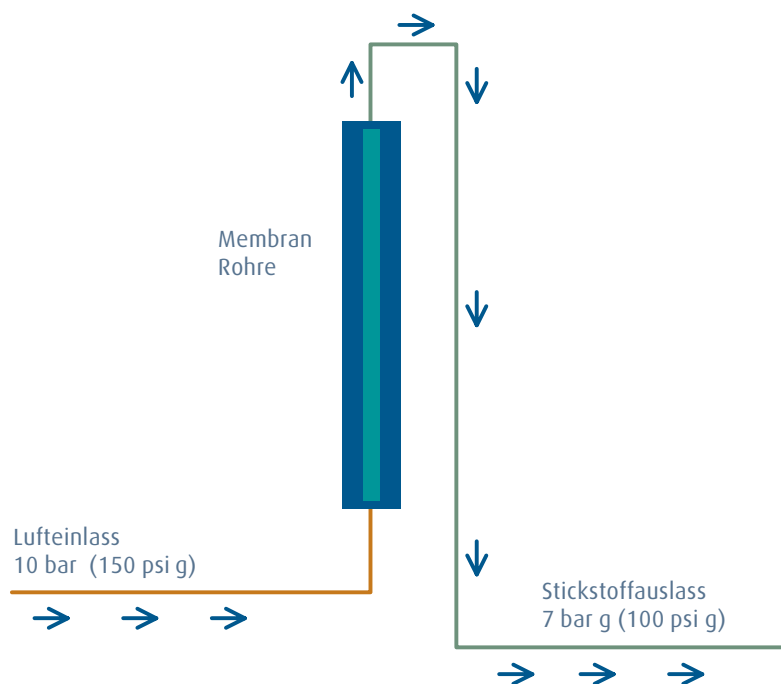 Membran
Rohre
Lufteinlass
10 bar  (150 psi g)
Stickstoffauslass
7 bar g (100 psi g)